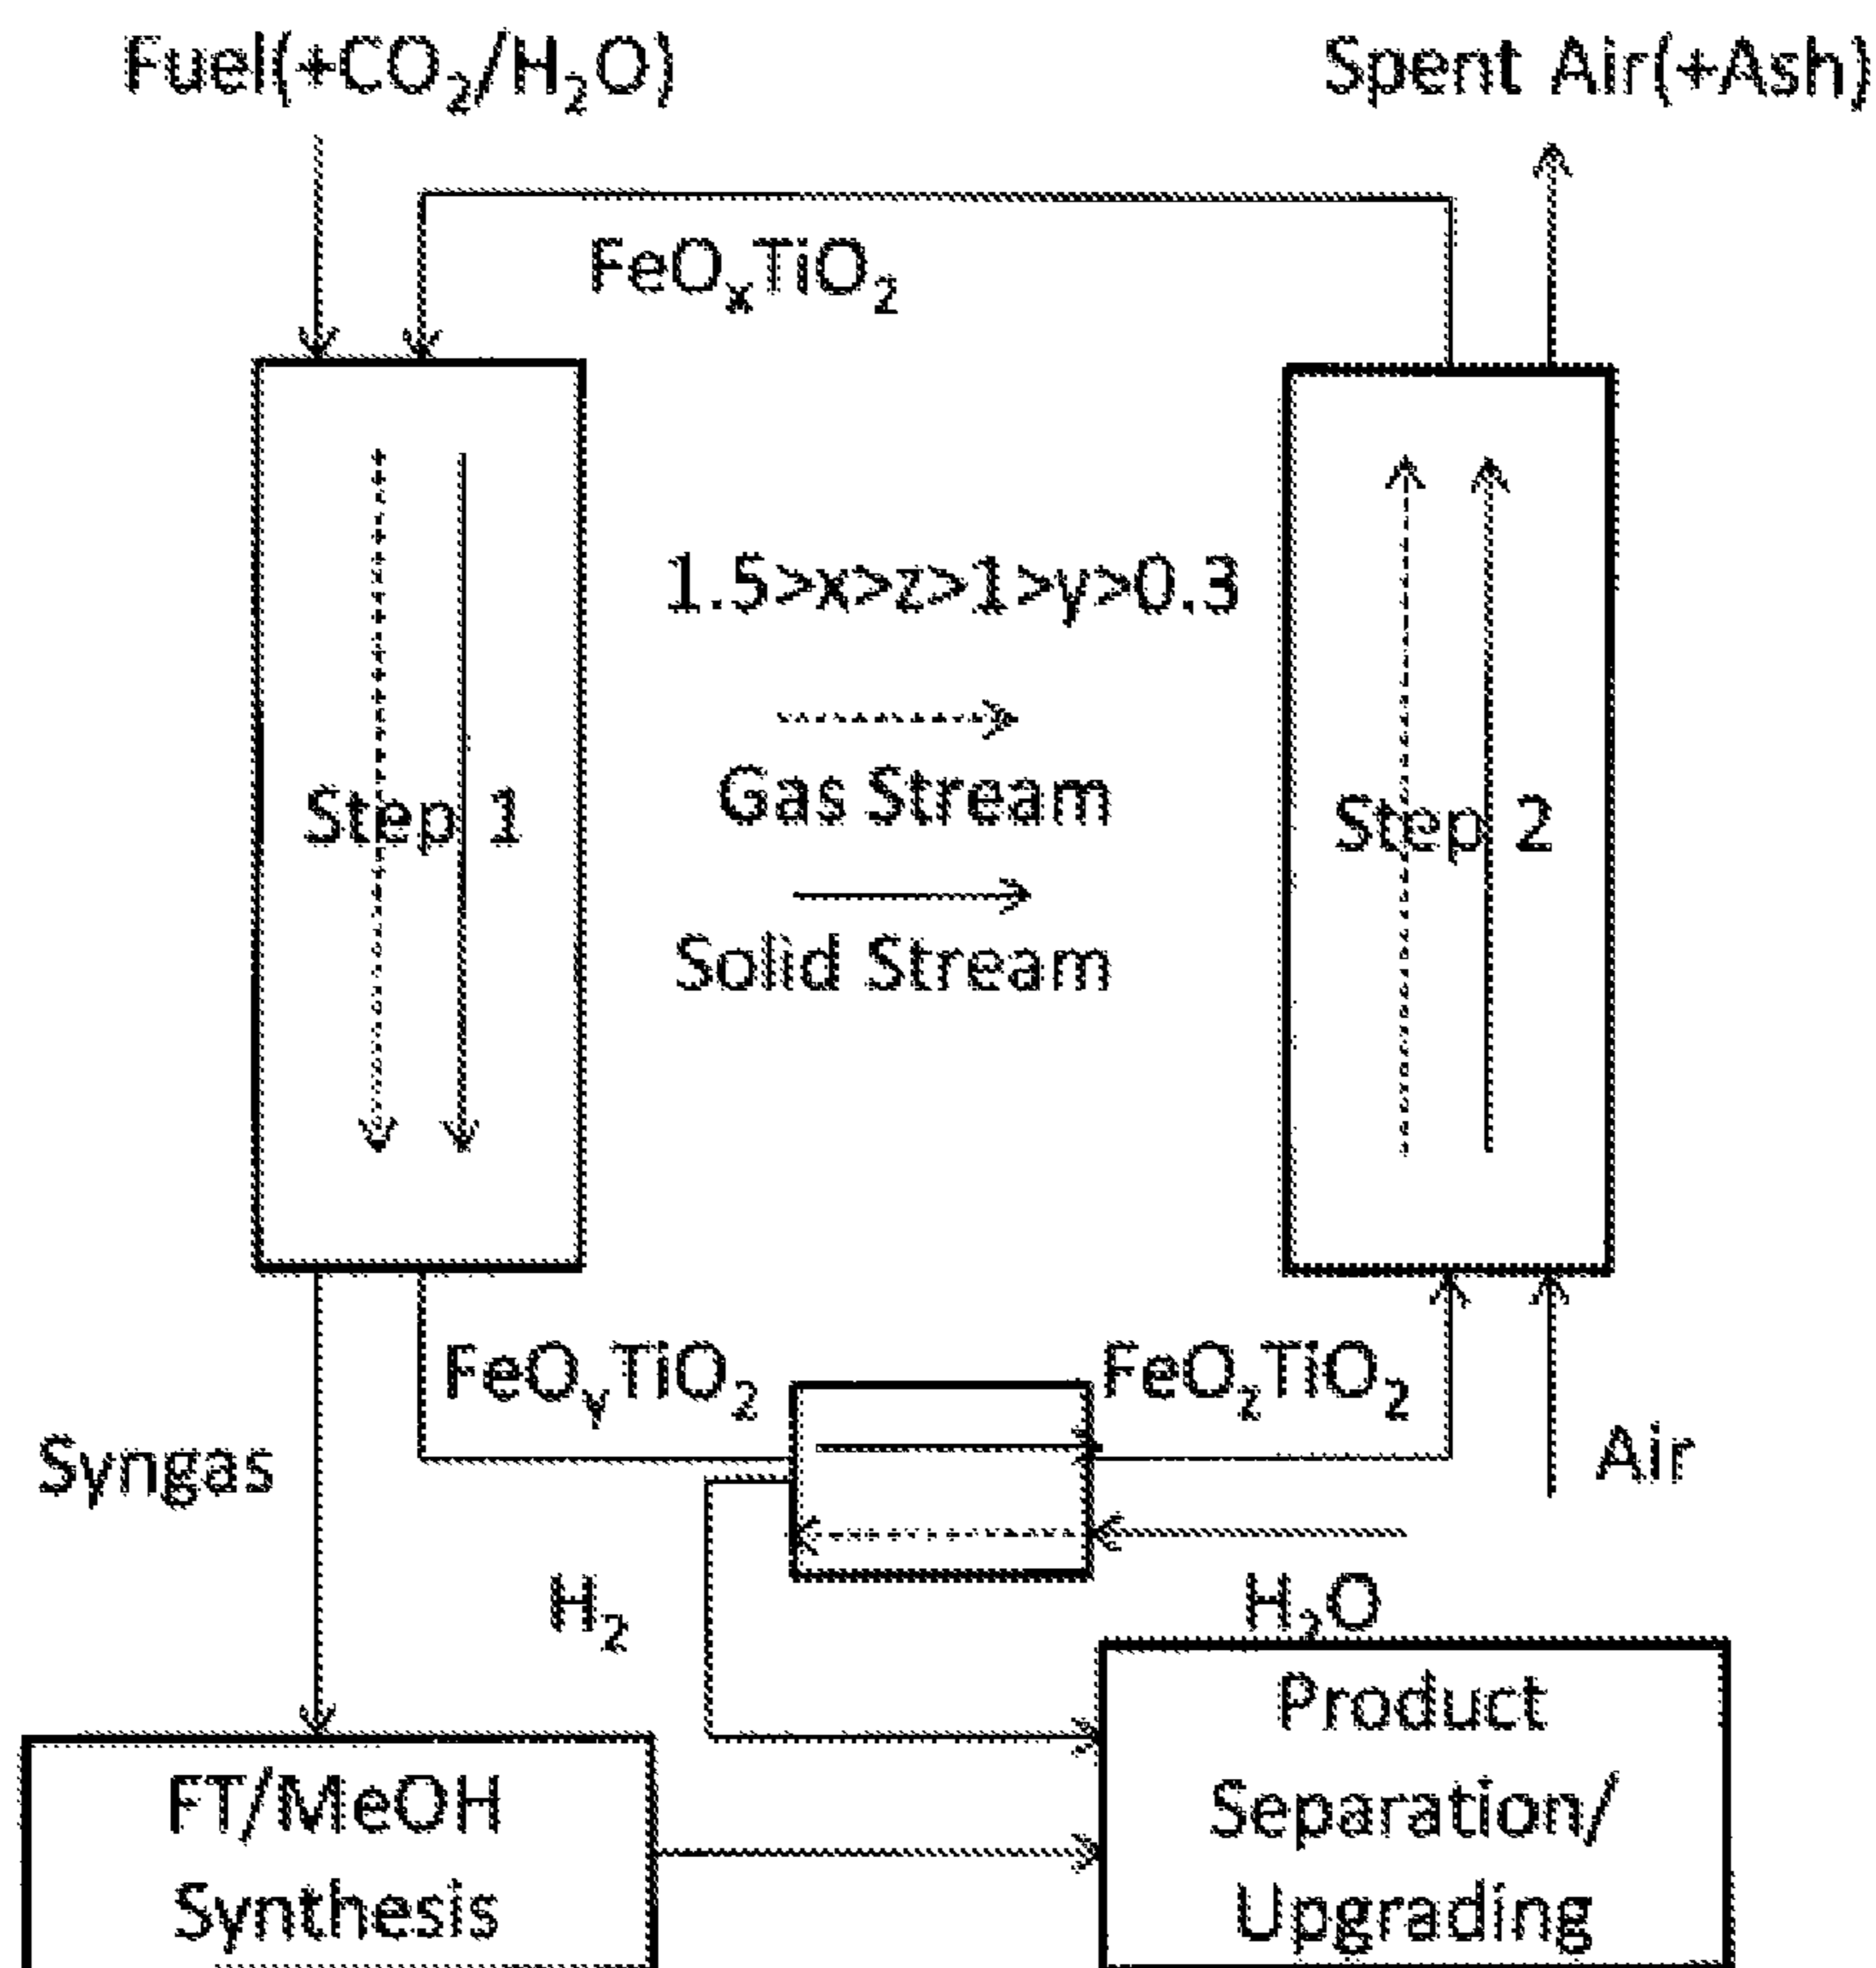 Fuel(+CO₂/H₂O)
Spent Air(+Ash)
FeOₓTiO₂
1.5>x>z>1>y>0.3
Gas Stream
Step 1
Step 2
Solid Stream
FeOᵧTiO₂
FeO_zTiO₂
Syngas
Air
H₂
H₂O
Product
Separation/
Upgrading
FT/MeOH
Synthesis